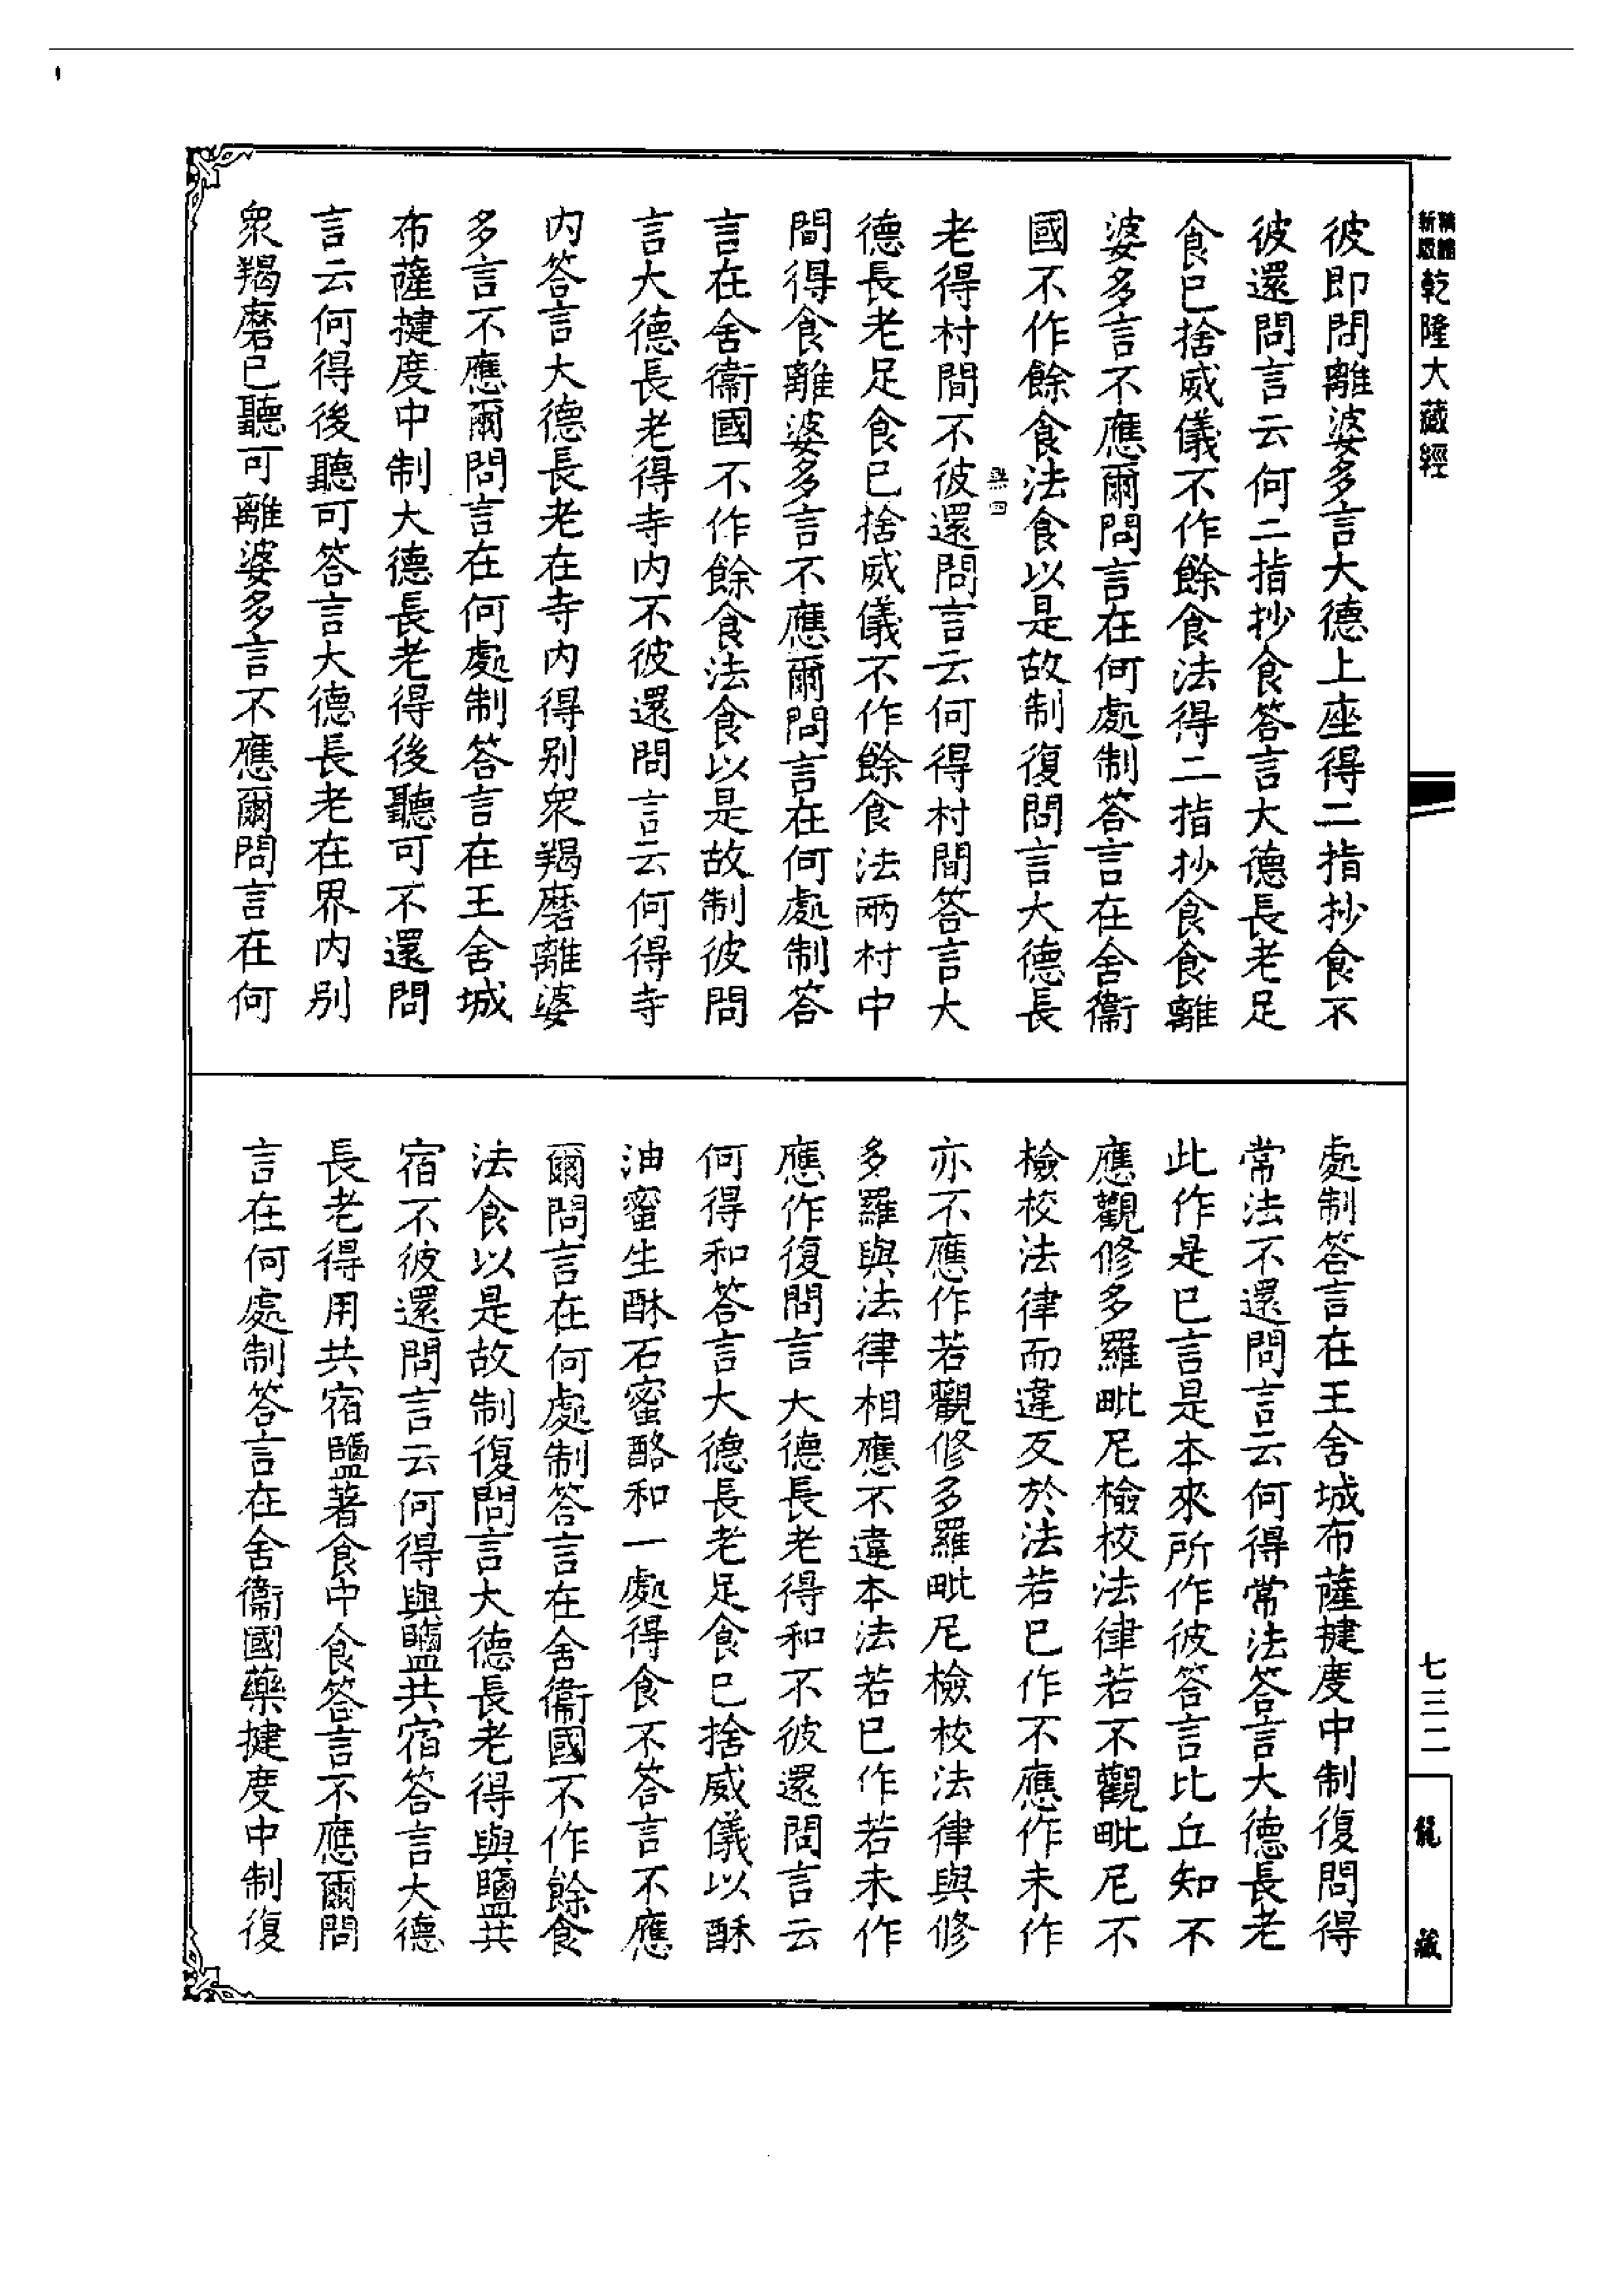 精縮新版乾隆大藏經
彼即問離婆多言大德上座得二指抄食不
彼還問言云何二指抄食答言大德長老足
食已捨威儀不作餘食法得二指抄食食離
婆多言不應爾問言在何處制答言在舍衛
國不作餘食法食以是故制復問言大德長
老得村間不彼還問言云何得村間答言大
德長老足食已捨威儀不作餘食法兩村中
間得食離婆多言不應爾問言在何處制答
言在舍衛國不作餘食法食以是故制彼問
言大德長老得寺內不彼還問言云何得寺
內答言大德長老在寺內得別眾羯磨離婆
多言不應爾問言在何處制答言在王舍城
布薩揵度中制大德長老得後聽可不還問
言云何得後聽可答言大德長老在界內別
眾羯磨已聽可離婆多言不應爾問言在何
處制答言在王舍城布薩揵度中制復問得
常法不還問言云何得常法答言大德長老
此作是已言是本來所作彼答言比丘知不
應觀修多羅毗尼檢校法律若不觀毗尼不
檢校法律而違反於法若已作不應作未作
亦不應作若觀修多羅毗尼檢校法律與修
多羅與法律相應不違本法若已作若未作
應作復問言大德長老得和不彼還問言云
何得和答言大德長老足食已捨威儀以酥
油蜜生酥石蜜酪和一處得食不答言不應
爾問言在何處制答言在舍衛國不作餘食
法食以是故制復問言大德長老得與鹽共
宿不彼還問言云何得與鹽共宿答言大德
長老得用共宿鹽著食中食答言不應爾問
言在何處制答言在舍衛國藥揵度中制復
七三二
龍藏